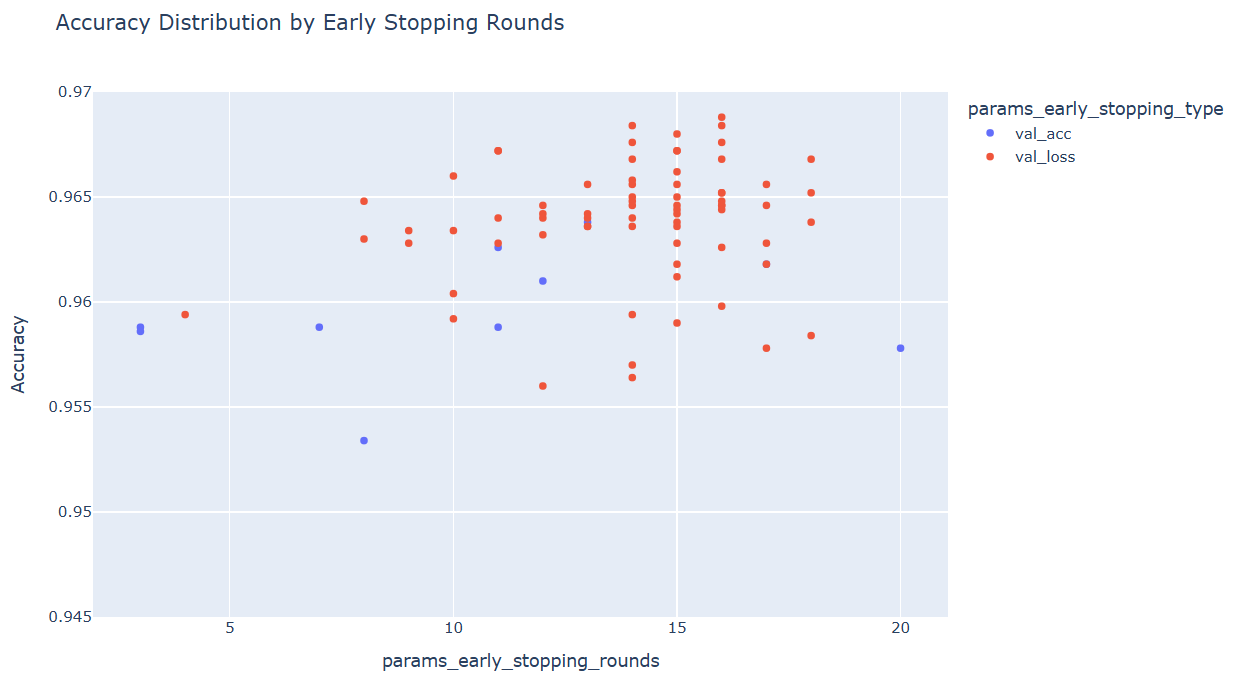 Accuracy Distribution by Early Stopping Rounds
0.97
0.965
0.96
0.955
0.95
0.945
Accuracy
5 10 15 20
params_early_stopping_rounds
params_early_stopping_type
val_acc
val_loss